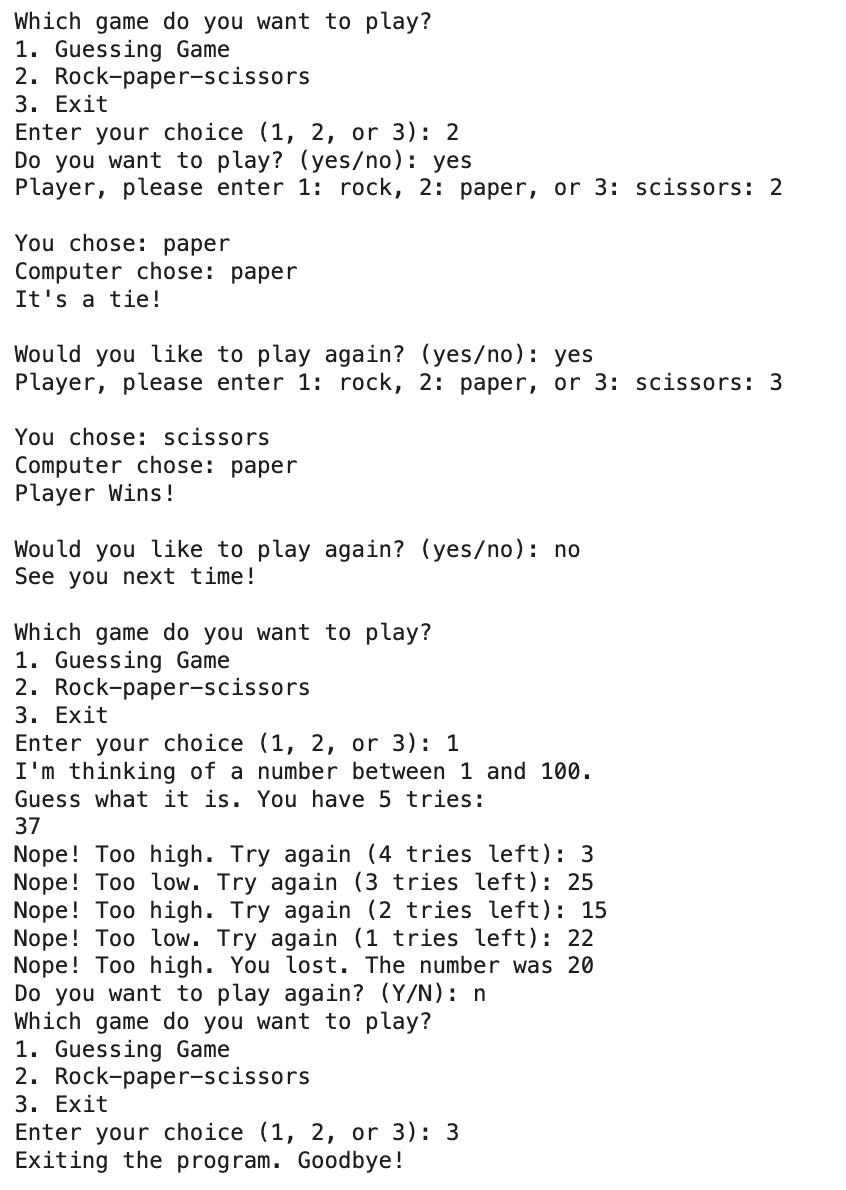 Which game do you want to play?
1. Guessing Game
2. Rock-paper-scissors
3. Exit
Enter your choice (1, 2, or 3): 2
Do you want to play? (yes/no): yes
Player, please enter 1: rock, 2: paper, or 3: scissors: 2

You chose: paper
Computer chose: paper
It's a tie!

Would you like to play again? (yes/no): yes
Player, please enter 1: rock, 2: paper, or 3: scissors: 3

You chose: scissors
Computer chose: paper
Player Wins!

Would you like to play again? (yes/no): no
See you next time!

Which game do you want to play?
1. Guessing Game
2. Rock-paper-scissors
3. Exit
Enter your choice (1, 2, or 3): 1
I'm thinking of a number between 1 and 100.
Guess what it is. You have 5 tries:
37
Nope! Too high. Try again (4 tries left): 3
Nope! Too low. Try again (3 tries left): 25
Nope! Too high. Try again (2 tries left): 15
Nope! Too low. Try again (1 tries left): 22
Nope! Too high. You lost. The number was 20
Do you want to play again? (Y/N): n
Which game do you want to play?
1. Guessing Game
2. Rock-paper-scissors
3. Exit
Enter your choice (1, 2, or 3): 3
Exiting the program. Goodbye!